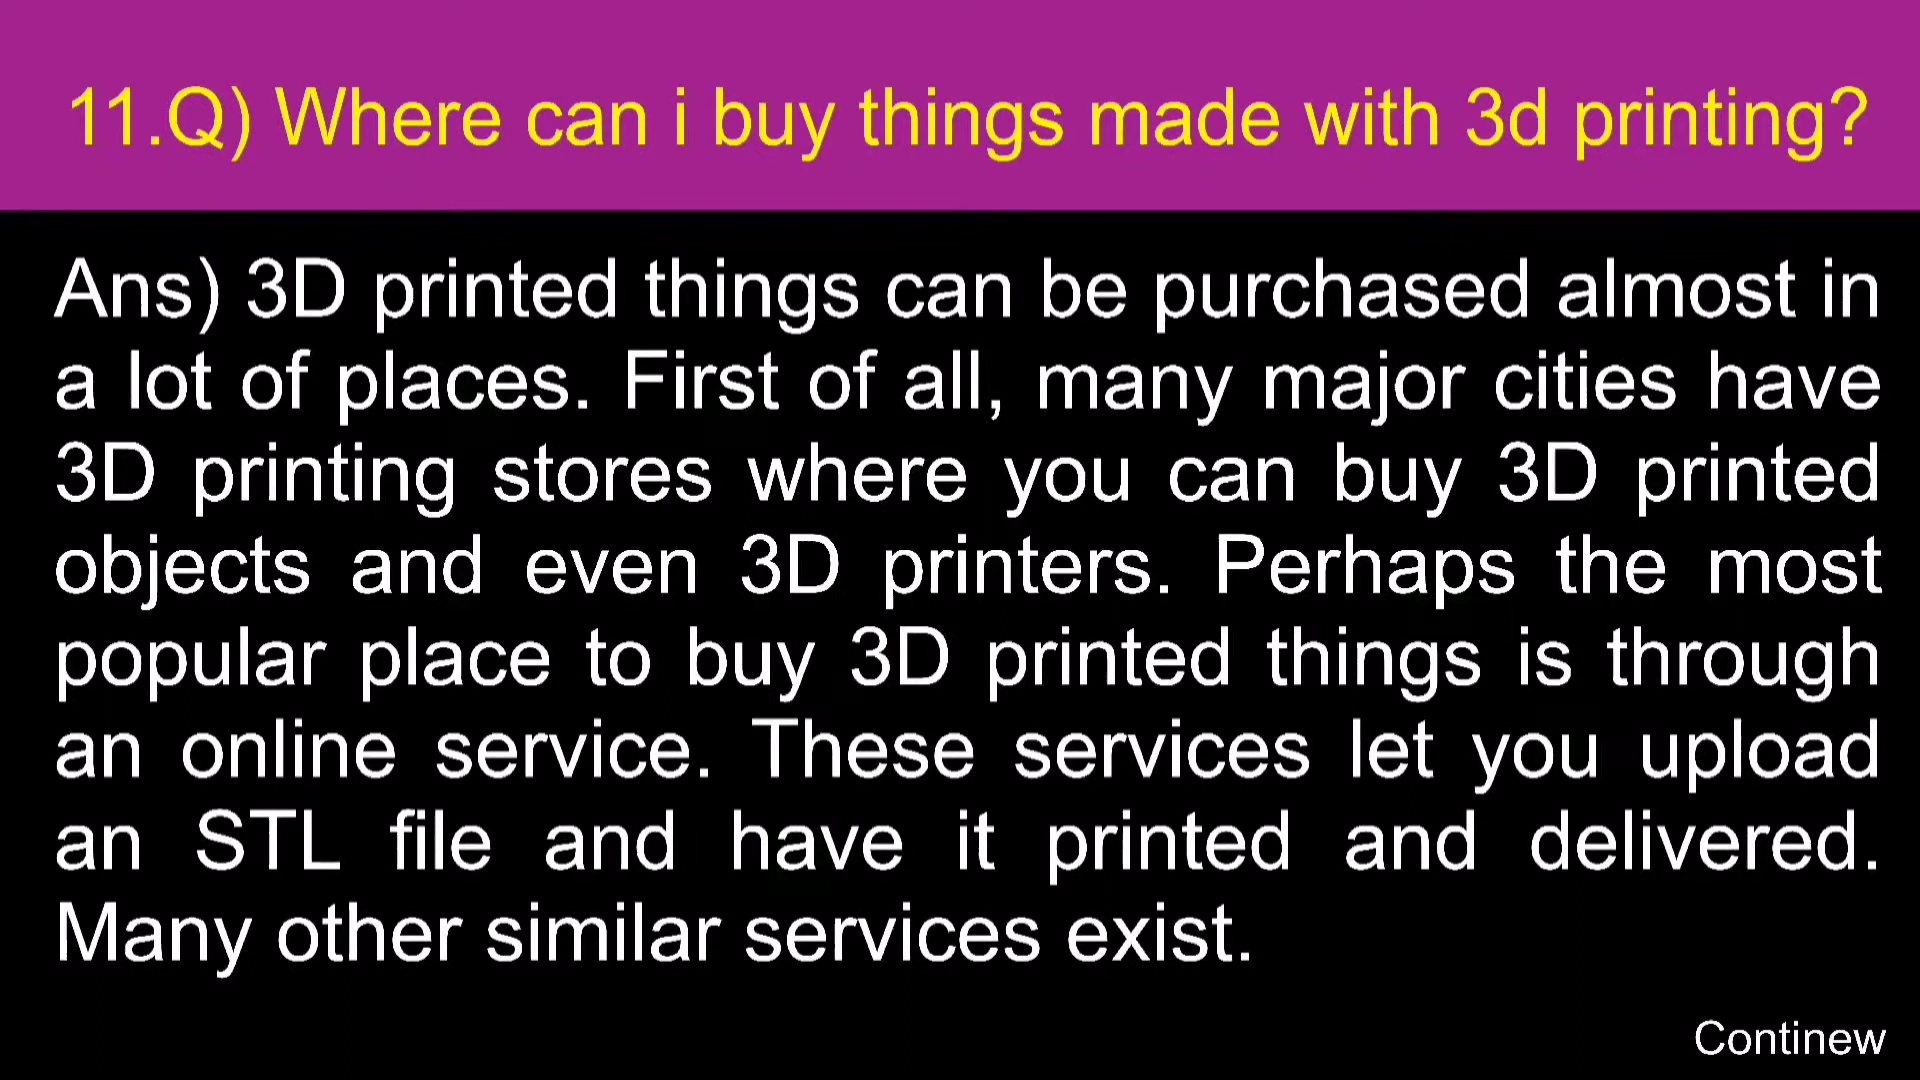 11.Q) Where can i buy things made with 3d printing?
Ans) 3D printed things can be purchased almost in
a lot of places. First of all, many major cities have
3D printing stores where you can buy 3D printed
objects and even 3D printers. Perhaps the most
popular place to buy 3D printed things is through
an online service. These services let you upload
an STL file and have it printed and delivered.
Many other similar services exist.
Continew